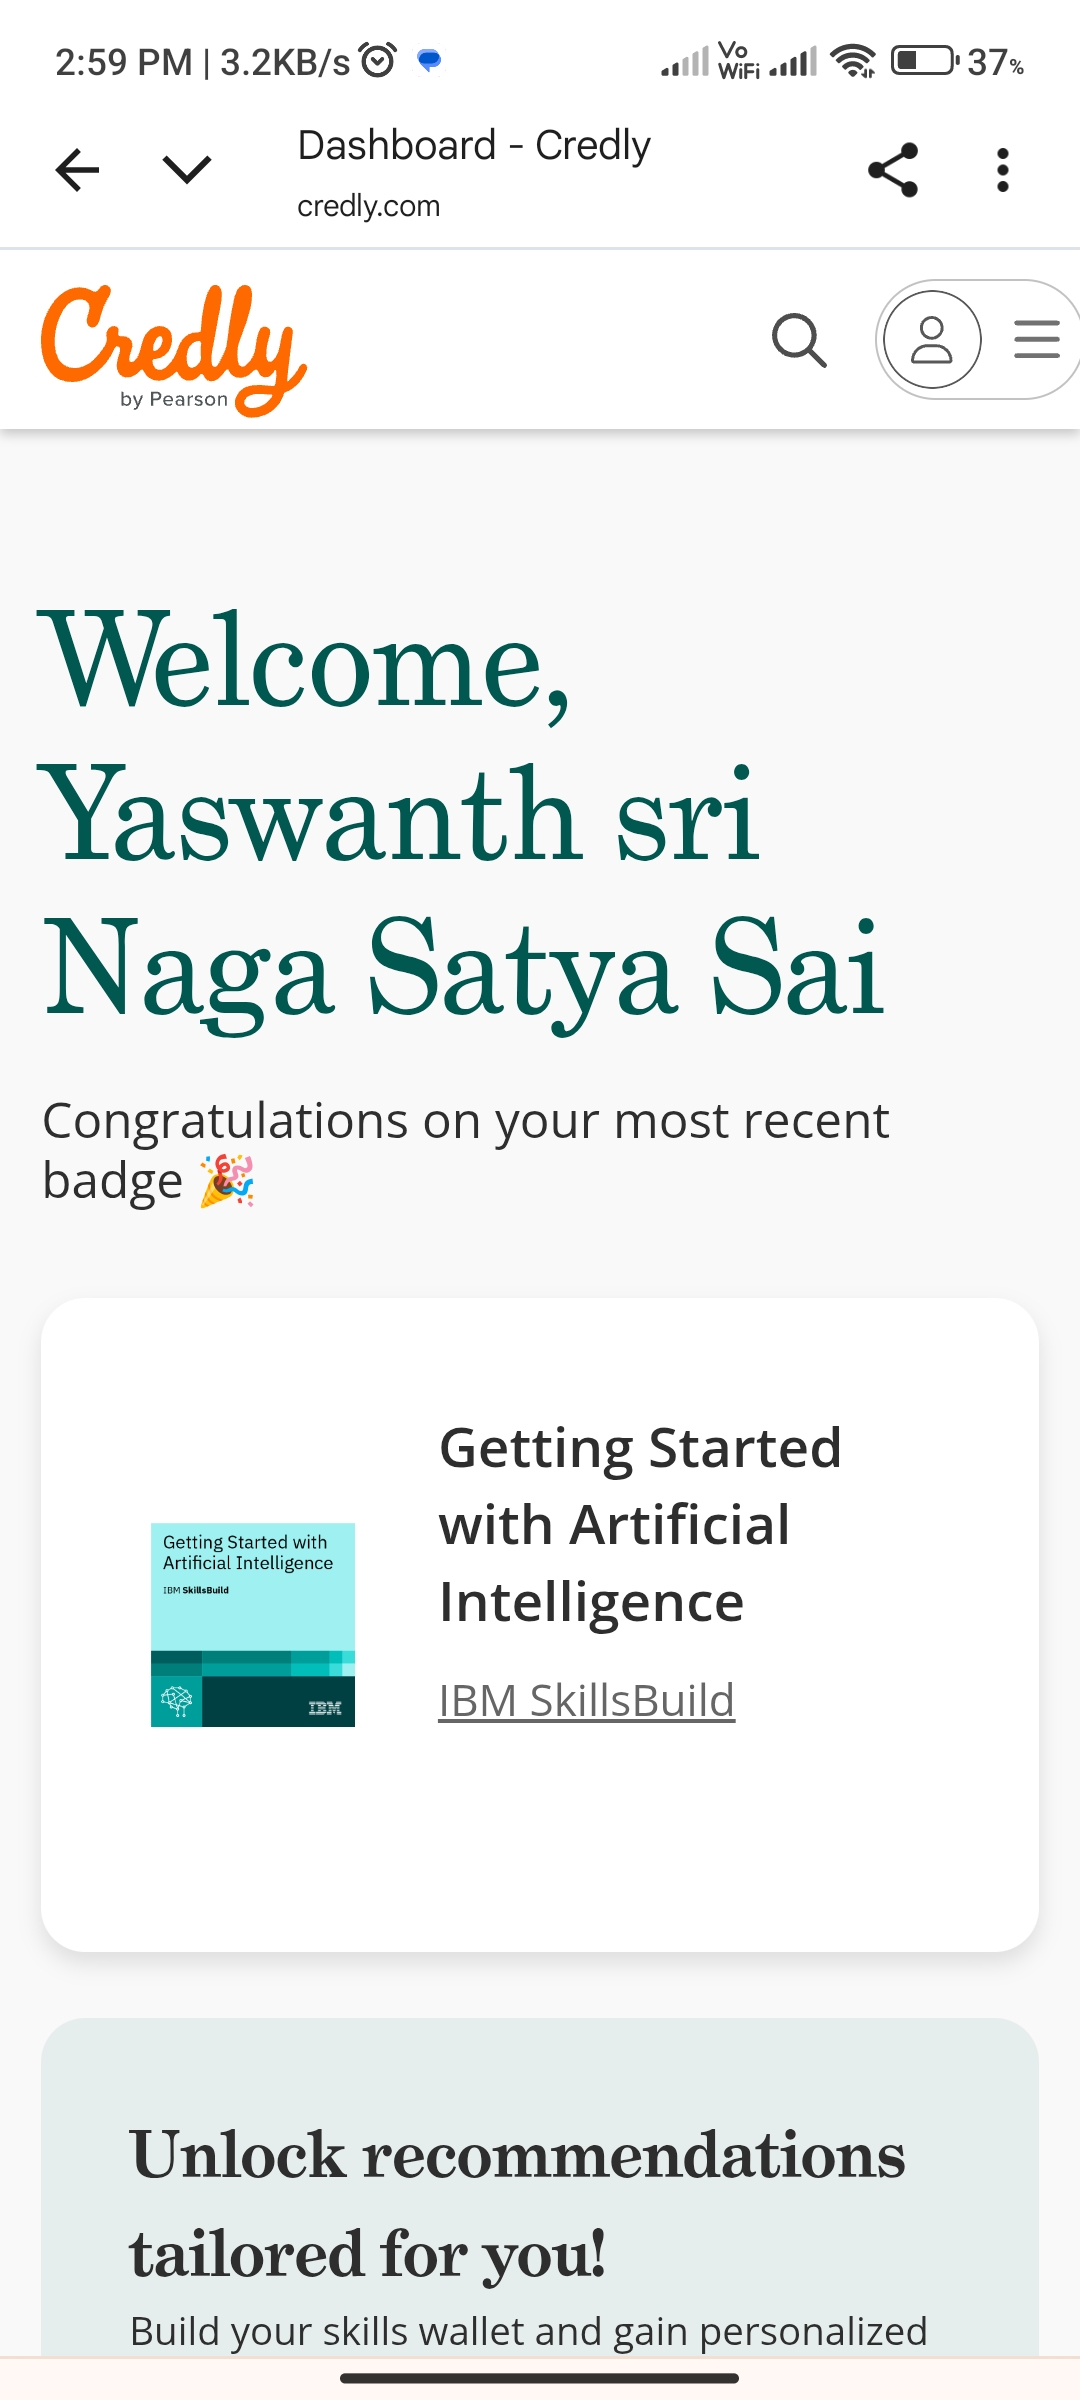 2:59 PM | 3.2KB/s
Vo
WiFi
37%
Dashboard - Credly
credly.com
Credly
by Pearson
Welcome,
Yaswanth sri
Naga Satya Sai
Congratulations on your most recent
badge 🎉
Getting Started with
Artificial Intelligence
IBM SkillsBuild
IBM
Getting Started
with Artificial
Intelligence
IBM SkillsBuild
Unlock recommendations
tailored for you!
Build your skills wallet and gain personalized